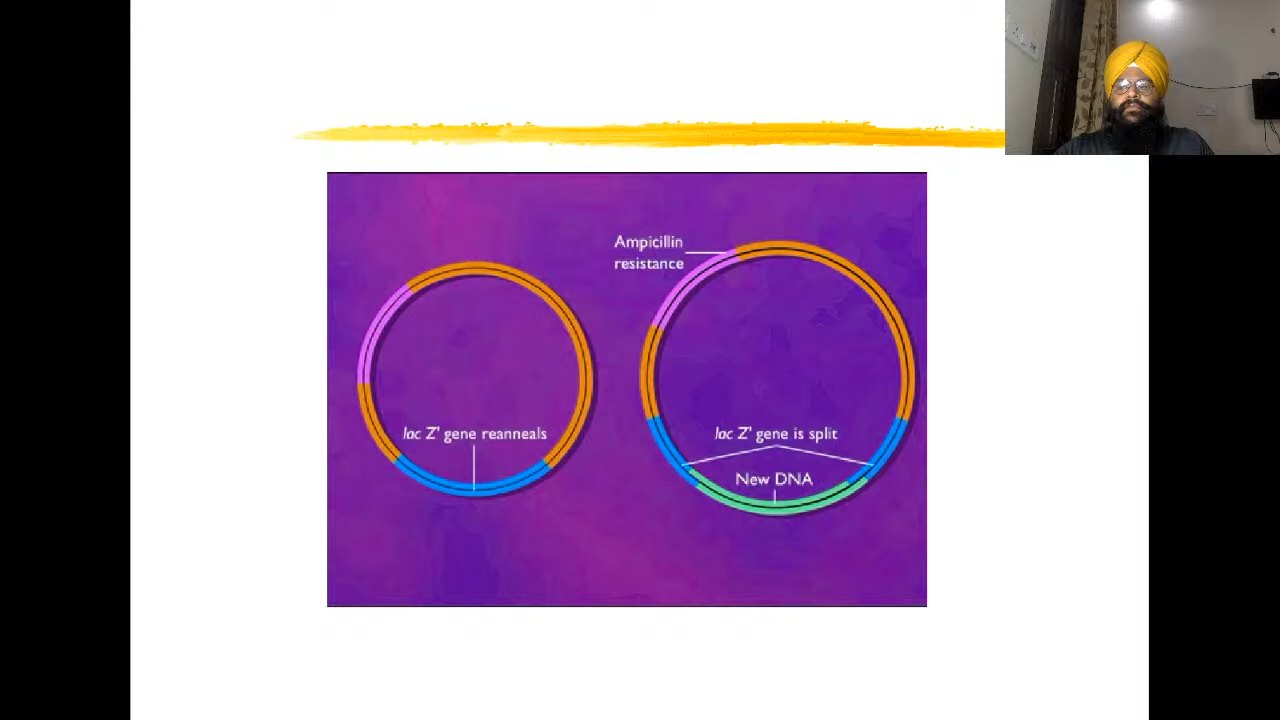 Ampicillin
resistance
lac Z' gene reanneals
lac Z' gene is split
New DNA